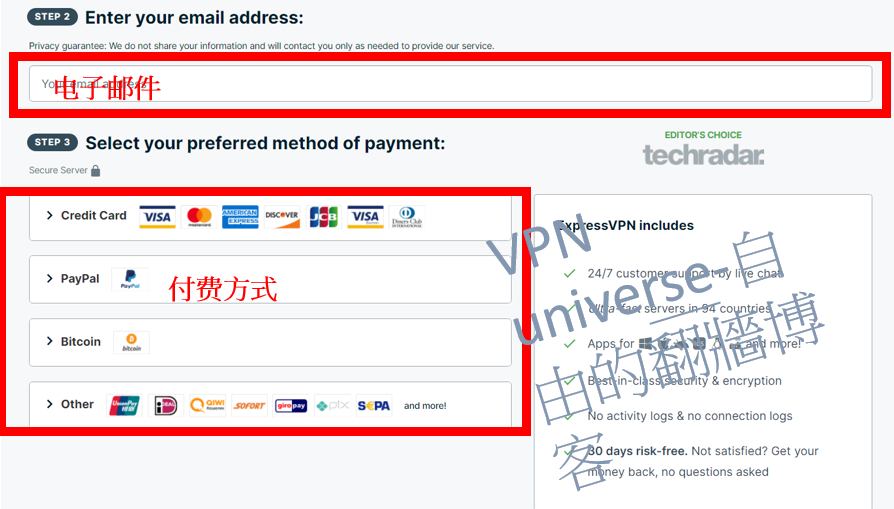 STEP 2 Enter your email address:
Privacy guarantee: We do not share your information and will contact you only as needed to provide our service.
Your email address
电子邮件
STEP 3 Select your preferred method of payment:
Secure Server
EDITOR'S CHOICE
techradar.
Credit Card VISA mastercard AMERICAN EXPRESS DISCOVER JCB VISA Diners Club INTERNATIONAL
PayPal PayPal
付费方式
Bitcoin bitcoin
Other UnionPay 银联 iDEAL QIWI SOFORT giropay ptx SEPA and more!
ExpressVPN includes
24/7 customer support by live chat
Ultra-fast servers in 94 countries
Apps for and more!
Best-in-class security & encryption
No activity logs & no connection logs
30 days risk-free. Not satisfied? Get your
money back, no questions asked
VPN
universe-自
由的翻牆博
客